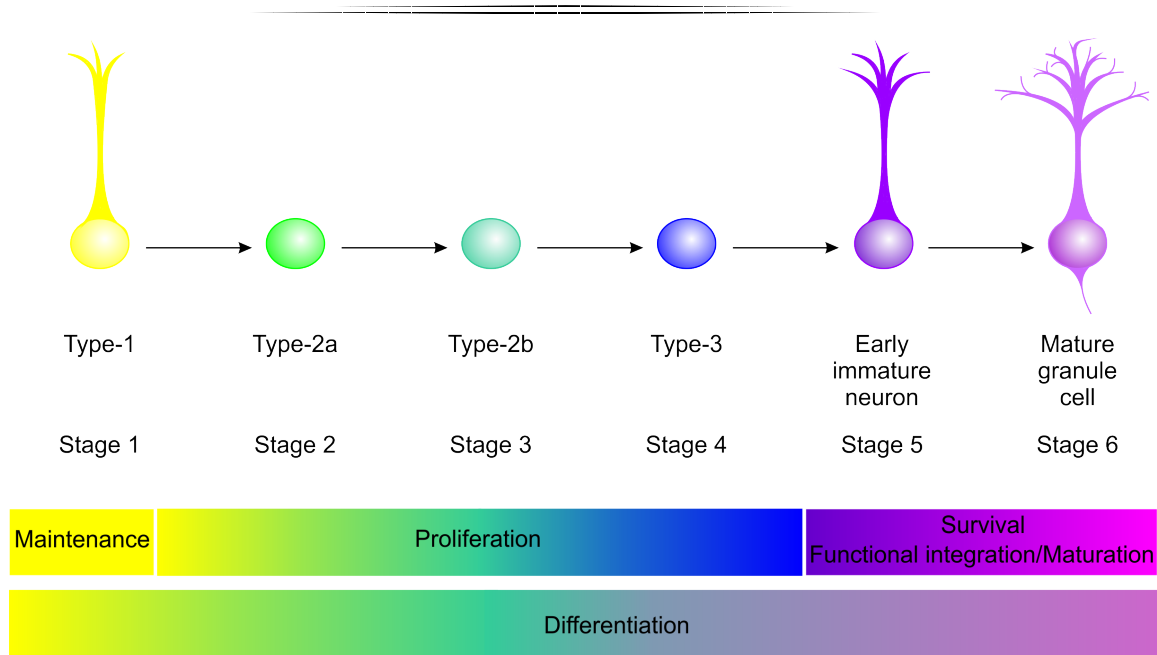 Type-1
Type-2a
Type-2b
Type-3
Early
immature
neuron
Mature
granule
cell
Stage 1
Stage 2
Stage 3
Stage 4
Stage 5
Stage 6
Maintenance
Proliferation
Survival
Functional integration/Maturation
Differentiation